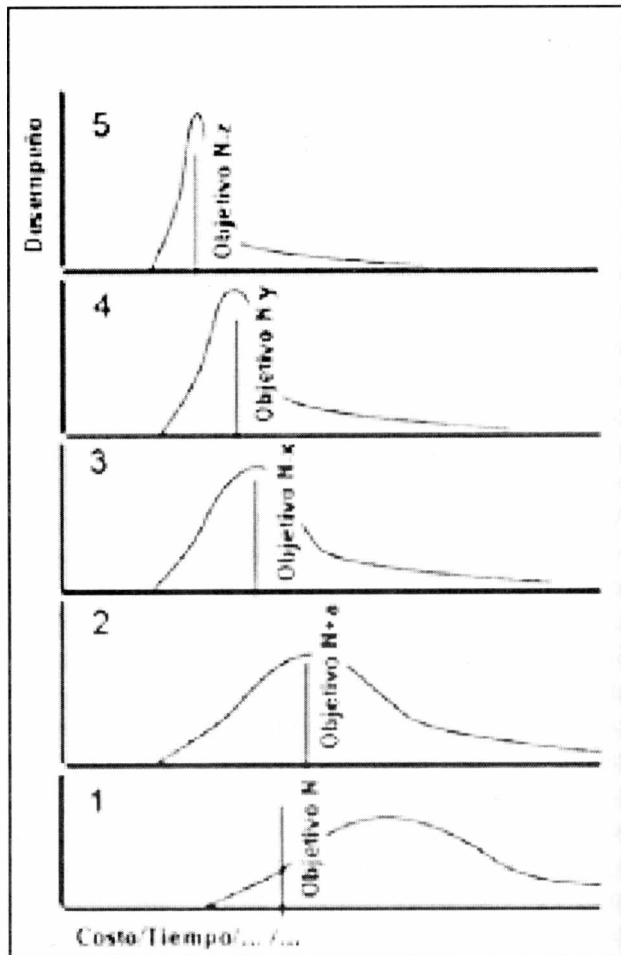 Desempeño
5
Objetivo N-z
4
Objetivo N-y
3
Objetivo N-x
2
Objetivo N+a
1
Objetivo N
Costo/Tiempo/... /...